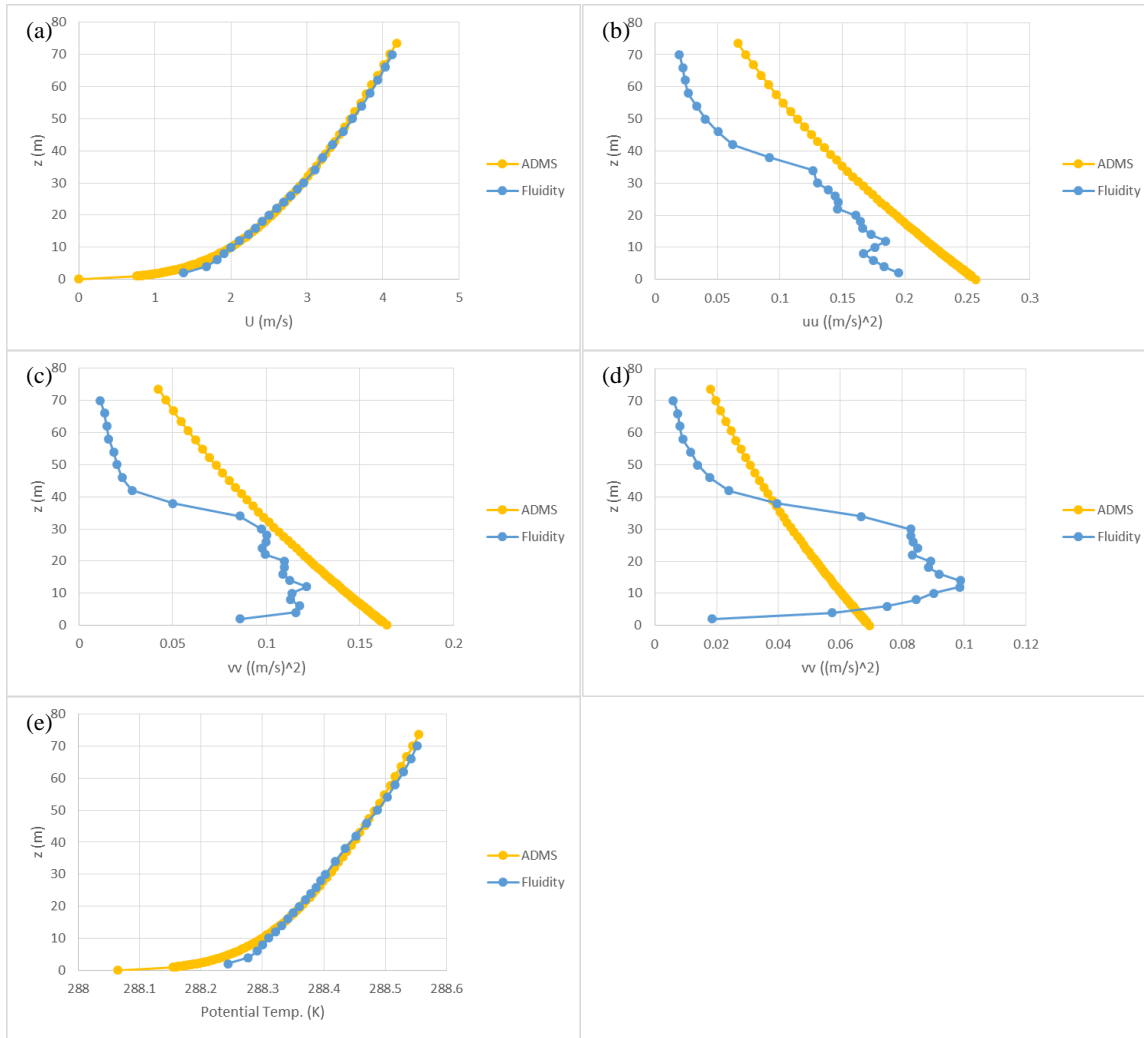 (a)
80
70
60
50
40
30
20
10
0
z (m)
0 1 2 3 4 5
U (m/s)
ADMS
Fluidity
(b)
80
70
60
50
40
30
20
10
0
z (m)
0 0.05 0.1 0.15 0.2 0.25 0.3
uu ((m/s)^2)
ADMS
Fluidity
(c)
80
70
60
50
40
30
20
10
0
z (m)
0 0.05 0.1 0.15 0.2
vv ((m/s)^2)
ADMS
Fluidity
(d)
80
70
60
50
40
30
20
10
0
z (m)
0 0.02 0.04 0.06 0.08 0.1 0.12
vv ((m/s)^2)
ADMS
Fluidity
(e)
80
70
60
50
40
30
20
10
0
z (m)
288 288.1 288.2 288.3 288.4 288.5 288.6
Potential Temp. (K)
ADMS
Fluidity